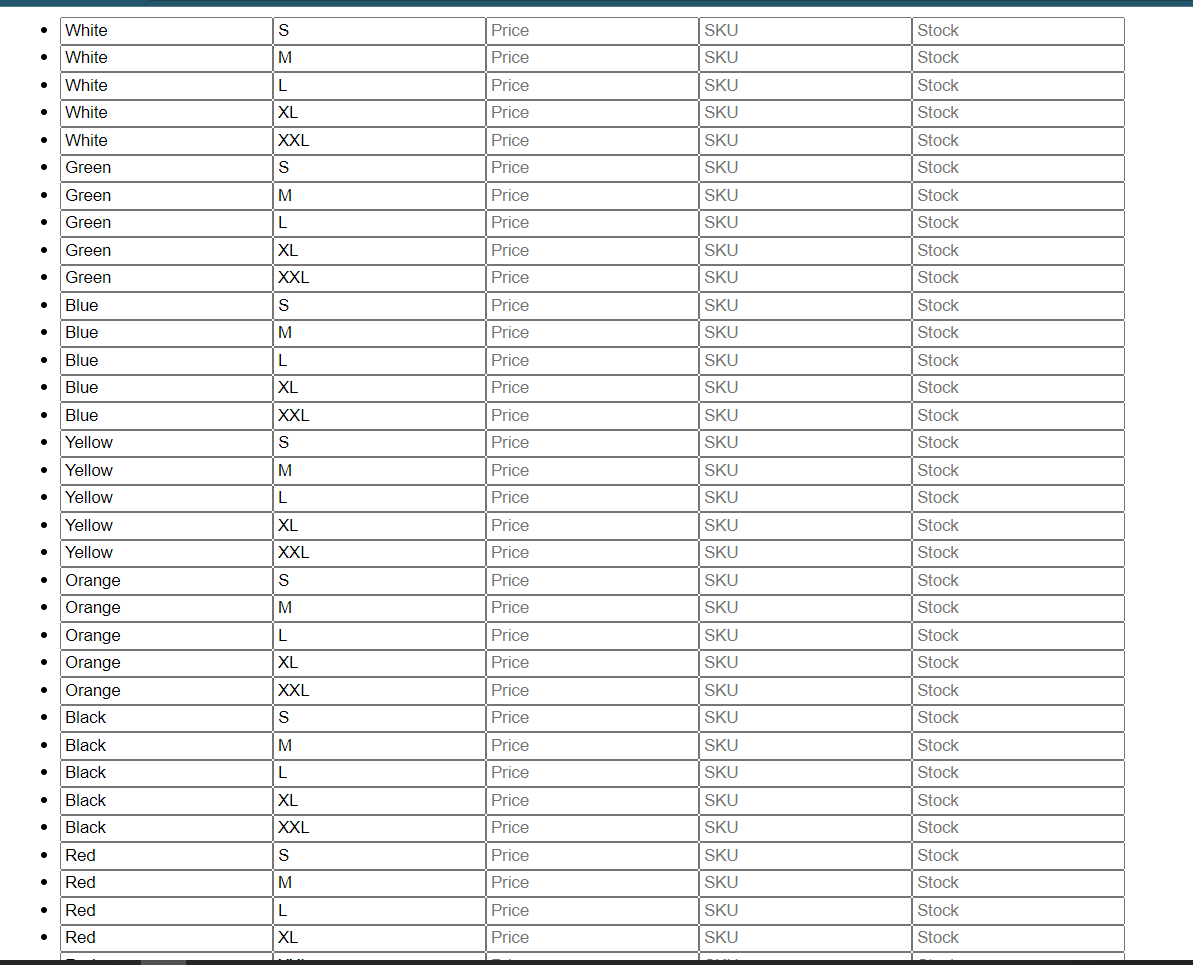 White S Price SKU Stock
White M Price SKU Stock
White L Price SKU Stock
White XL Price SKU Stock
White XXL Price SKU Stock
Green S Price SKU Stock
Green M Price SKU Stock
Green L Price SKU Stock
Green XL Price SKU Stock
Green XXL Price SKU Stock
Blue S Price SKU Stock
Blue M Price SKU Stock
Blue L Price SKU Stock
Blue XL Price SKU Stock
Blue XXL Price SKU Stock
Yellow S Price SKU Stock
Yellow M Price SKU Stock
Yellow L Price SKU Stock
Yellow XL Price SKU Stock
Yellow XXL Price SKU Stock
Orange S Price SKU Stock
Orange M Price SKU Stock
Orange L Price SKU Stock
Orange XL Price SKU Stock
Orange XXL Price SKU Stock
Black S Price SKU Stock
Black M Price SKU Stock
Black L Price SKU Stock
Black XL Price SKU Stock
Black XXL Price SKU Stock
Red S Price SKU Stock
Red M Price SKU Stock
Red L Price SKU Stock
Red XL Price SKU Stock